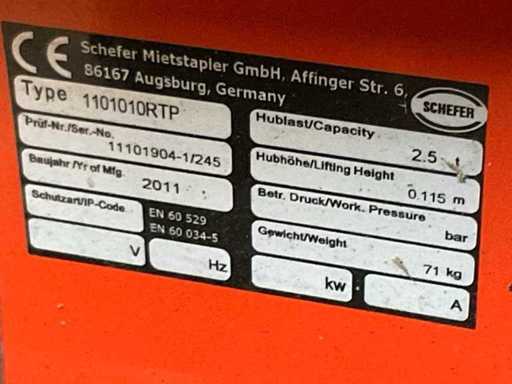 CE Schefer Mietstapler GmbH, Affinger Str. 6,
86167 Augsburg, Germany
SCHEFER
Type 1101010RTP
Prüf-Nr./Ser.-No.
11101904-1/245
Baujahr/Yr of Mfg.
2011
Schutzart/IP-Code
EN 60 529
EN 60 034-5
V
Hz
Hublast/Capacity
2.5 t
Hubhöhe/Lifting Height
0.115 m
Betr. Druck/Work. Pressure
bar
Gewicht/Weight
71 kg
kw
A